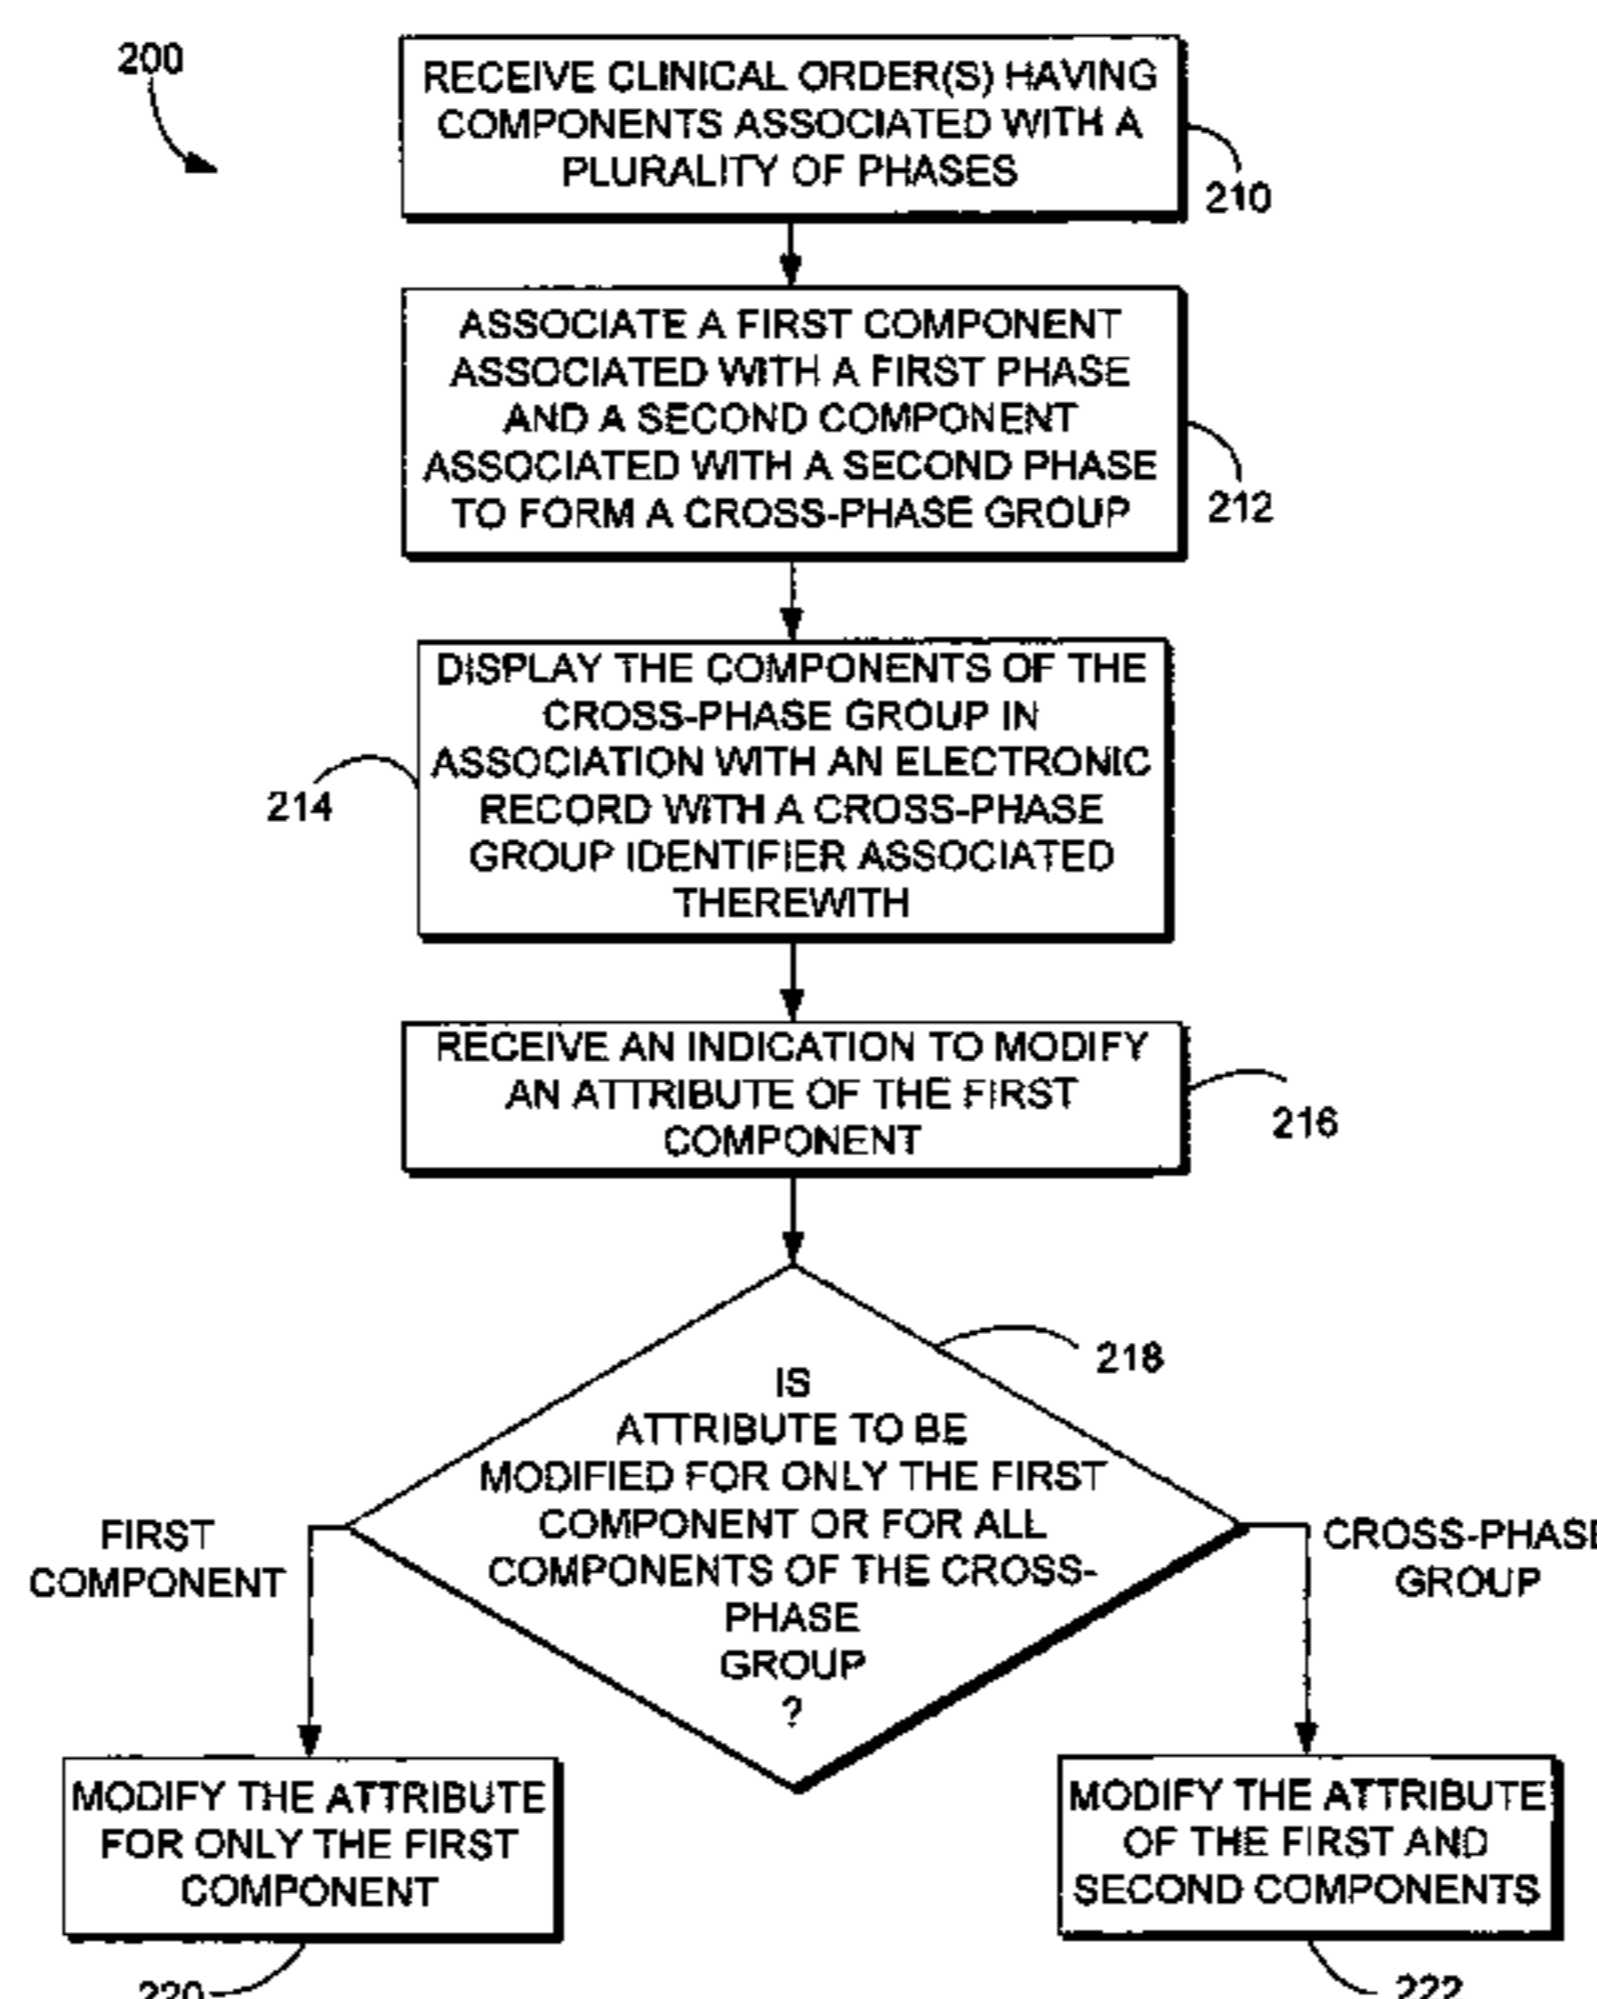 200
RECEIVE CLINICAL ORDER(S) HAVING
COMPONENTS ASSOCIATED WITH A
PLURALITY OF PHASES
210
ASSOCIATE A FIRST COMPONENT
ASSOCIATED WITH A FIRST PHASE
AND A SECOND COMPONENT
ASSOCIATED WITH A SECOND PHASE
TO FORM A CROSS-PHASE GROUP
212
DISPLAY THE COMPONENTS OF THE
CROSS-PHASE GROUP IN
ASSOCIATION WITH AN ELECTRONIC
RECORD WITH A CROSS-PHASE
GROUP IDENTIFIER ASSOCIATED
THEREWITH
214
RECEIVE AN INDICATION TO MODIFY
AN ATTRIBUTE OF THE FIRST
COMPONENT
216
218
IS
ATTRIBUTE TO BE
MODIFIED FOR ONLY THE FIRST
COMPONENT OR FOR ALL
COMPONENTS OF THE CROSS-
PHASE
GROUP
?
FIRST
COMPONENT
CROSS-PHASE
GROUP
MODIFY THE ATTRIBUTE
FOR ONLY THE FIRST
COMPONENT
220
MODIFY THE ATTRIBUTE
OF THE FIRST AND
SECOND COMPONENTS
222